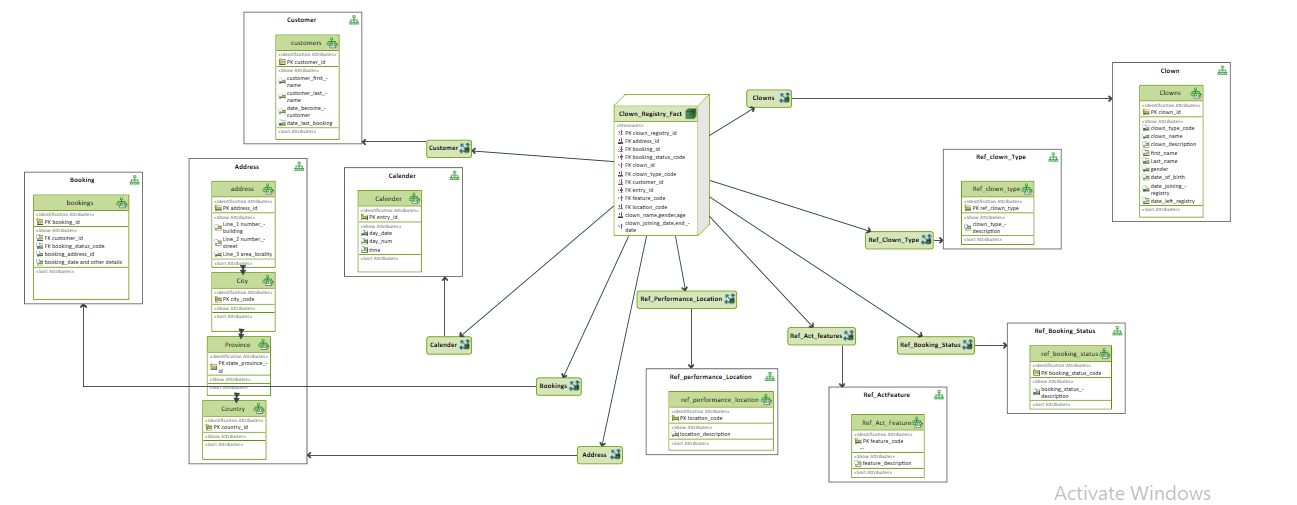 Customer
customers
«Identification Attributes»
PK customer_id
«Show Attributes»
customer_first_-
name
customer_last_-
name
date_become_-
customer
date_last_booking
«Sort Attributes»
Clown
Clowns
«Identification Attributes»
PK clown_id
«Show Attributes»
clown_type_code
clown_name
clown_description
first_name
Last_name
gender
date_of_birth
date_joining_-
registry
date_left_registry
«Sort Attributes»
Clowns
Clown_Registry_Fact
«Measures»
PK clown_registry_id
FK address_id
FK booking_id
FK booking_status_code
FK clown_id
FK clown_type_code
FK customer_id
FK entry_id
FK feature_code
FK location_code
clown_name,gender,age
clown_joining_date,end_-
date
Customer
Ref_clown_Type
Ref_clown_type
«Identification Attributes»
PK ref_clown_type
«Show Attributes»
clown_type_-
description
«Sort Attributes»
Ref_Clown_Type
Booking
bookings
«Identification Attributes»
PK booking_id
«Show Attributes»
FK customer_id
FK booking_status_code
booking_address_id
booking_date and other details
«Sort Attributes»
Address
address
«Identification Attributes»
PK address_id
«Show Attributes»
Line_1 number_-
building
Line_2 number_-
street
Line_3 area_locality
«Sort Attributes»
City
«Identification Attributes»
PK city_code
«Show Attributes»
«Sort Attributes»
Province
«Identification Attributes»
PK state_province_-
id
«Show Attributes»
«Sort Attributes»
Country
«Identification Attributes»
PK country_id
«Show Attributes»
«Sort Attributes»
Calender
Calender
«Identification Attributes»
PK entry_id
«Show Attributes»
day_date
day_num
time
«Sort Attributes»
Calender
Bookings
Address
Ref_Performance_Location
Ref_performance_Location
ref_performance_location
«Identification Attributes»
PK location_code
«Show Attributes»
location_description
«Sort Attributes»
Ref_Act_features
Ref_ActFeature
Ref_Act_Feature
«Identification Attributes»
PK feature_code
...
«Show Attributes»
feature_description
«Sort Attributes»
Ref_Booking_Status
Ref_Booking_Status
ref_booking_status
«Identification Attributes»
PK booking_status_code
«Show Attributes»
booking_status_-
description
«Sort Attributes»
Activate Windows